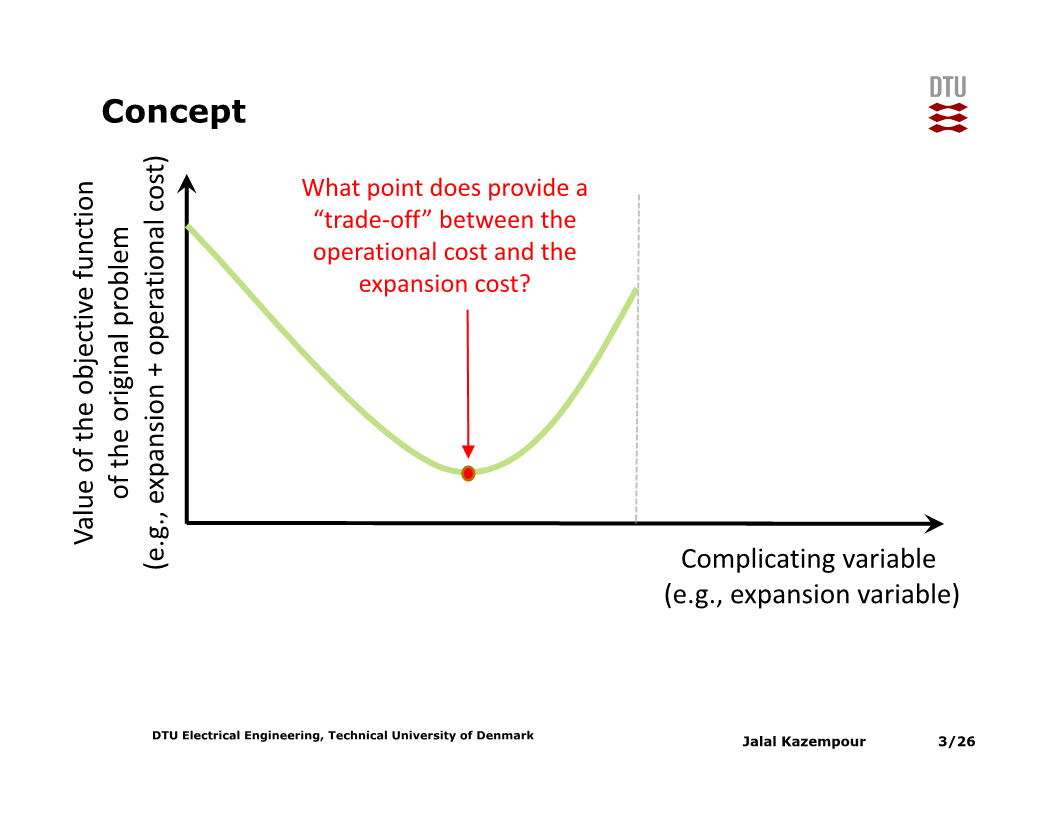 DTU
Concept
Value of the objective function
of the original problem
(e.g., expansion + operational cost)
What point does provide a
“trade-off” between the
operational cost and the
expansion cost?
Complicating variable
(e.g., expansion variable)
DTU Electrical Engineering, Technical University of Denmark
Jalal Kazempour
3/26